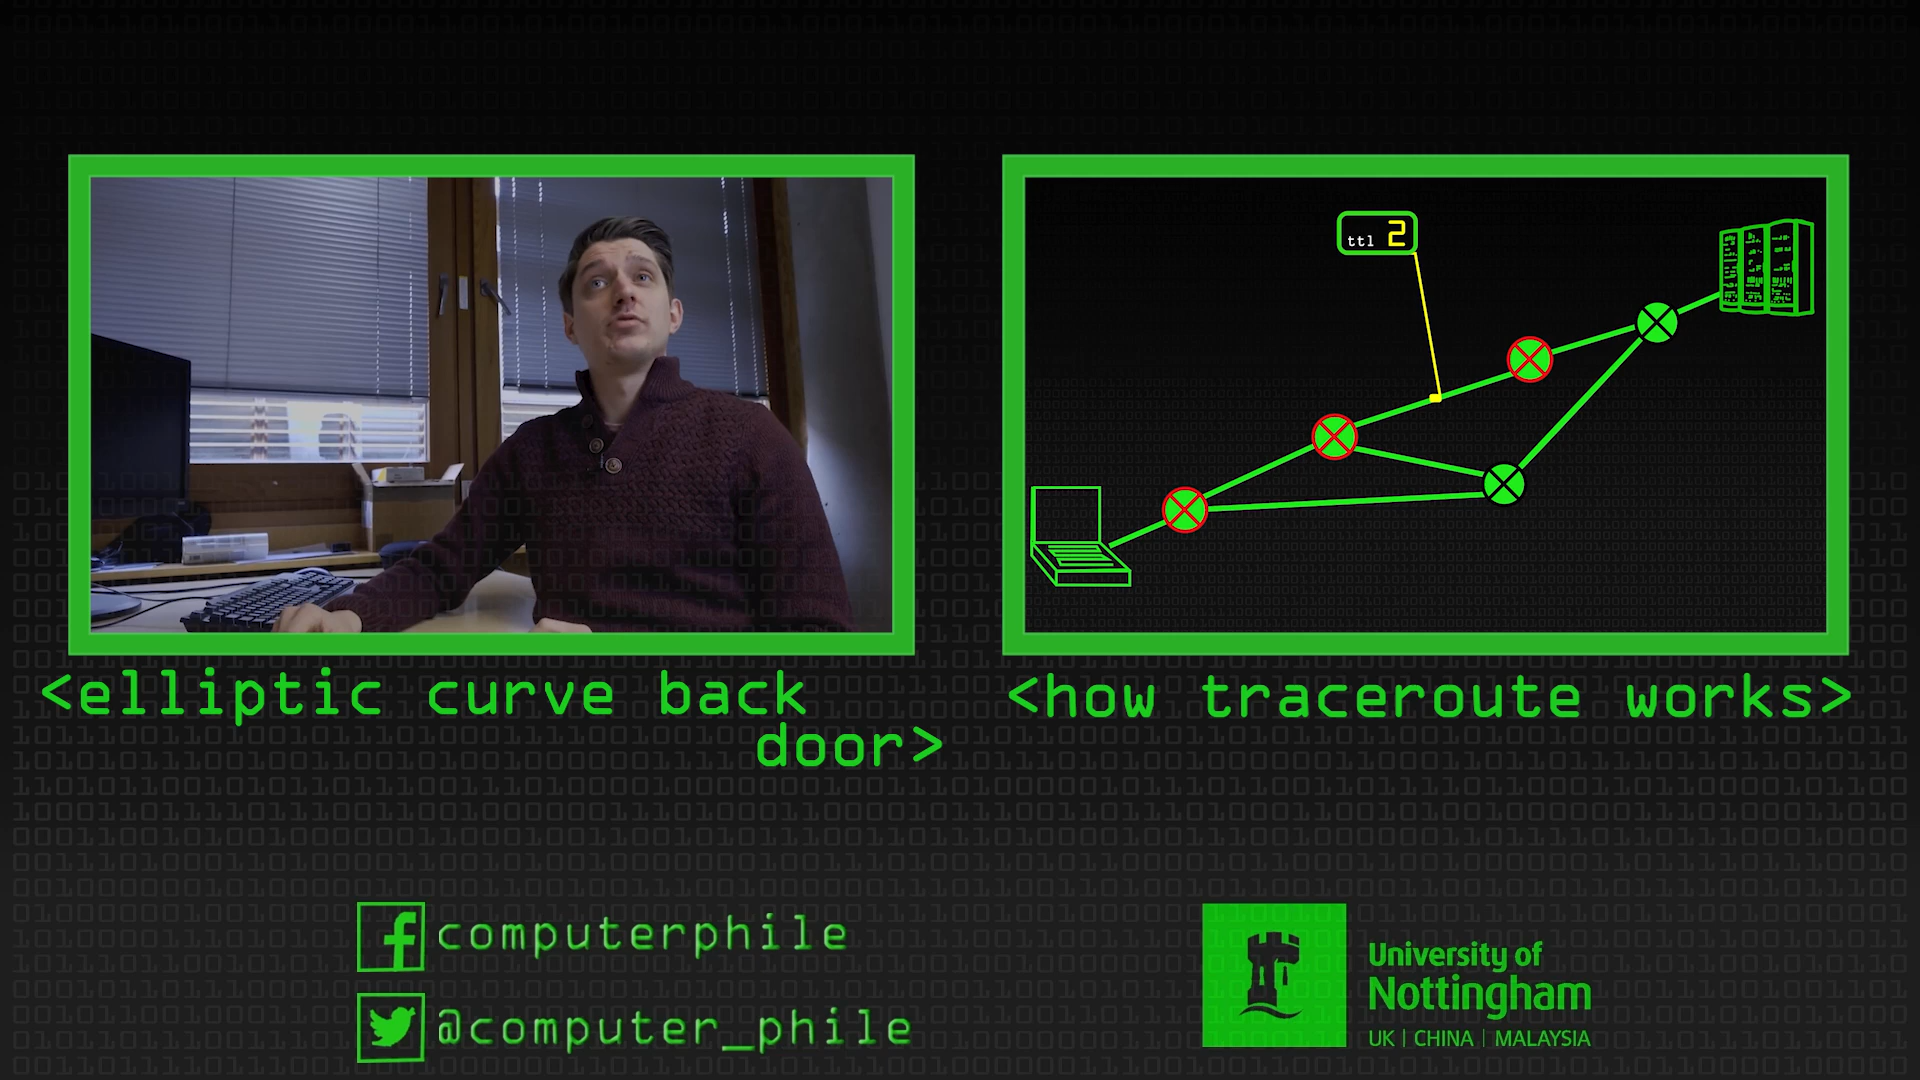 ttl 2
<elliptic curve back
door>
<how traceroute works>
computerphile
@computer_phile
University of
Nottingham
UK | CHINA | MALAYSIA